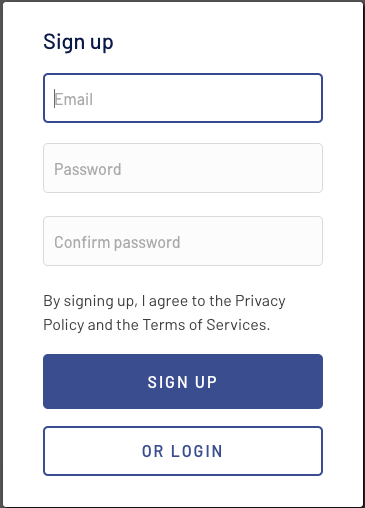 Sign up
Email
Password
Confirm password
By signing up, I agree to the Privacy
Policy and the Terms of Services.
SIGN UP
OR LOGIN